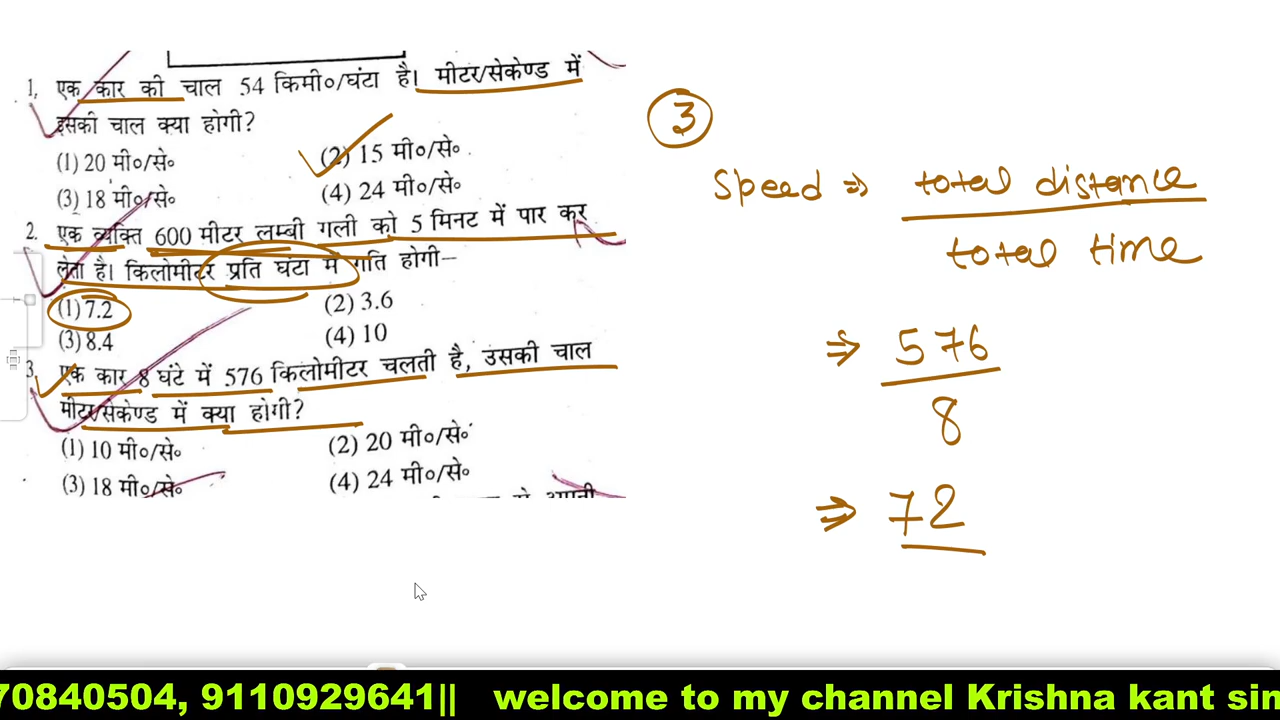 1. एक कार की चाल 54 किमी०/घंटा है। मीटर/सेकेण्ड में
इसकी चाल क्या होगी?
(1) 20 मी०/से० (2) 15 मी०/से०
(3) 18 मी०/से० (4) 24 मी०/से०
2. एक व्यक्ति 600 मीटर लम्बी गली को 5 मिनट में पार कर
लेता है। किलोमीटर प्रति घंटा में गति होगी–
(1) 7.2 (2) 3.6
(3) 8.4 (4) 10
3. एक कार 8 घंटे में 576 किलोमीटर चलती है, उसकी चाल
मीटर/सेकेण्ड में क्या होगी?
(1) 10 मी०/से० (2) 20 मी०/से०
(3) 18 मी०/से० (4) 24 मी०/से०
3
Speed ⇒ total distance
total time
⇒ 576
8
⇒ 72
70840504, 9110929641|| welcome to my channel Krishna kant sin